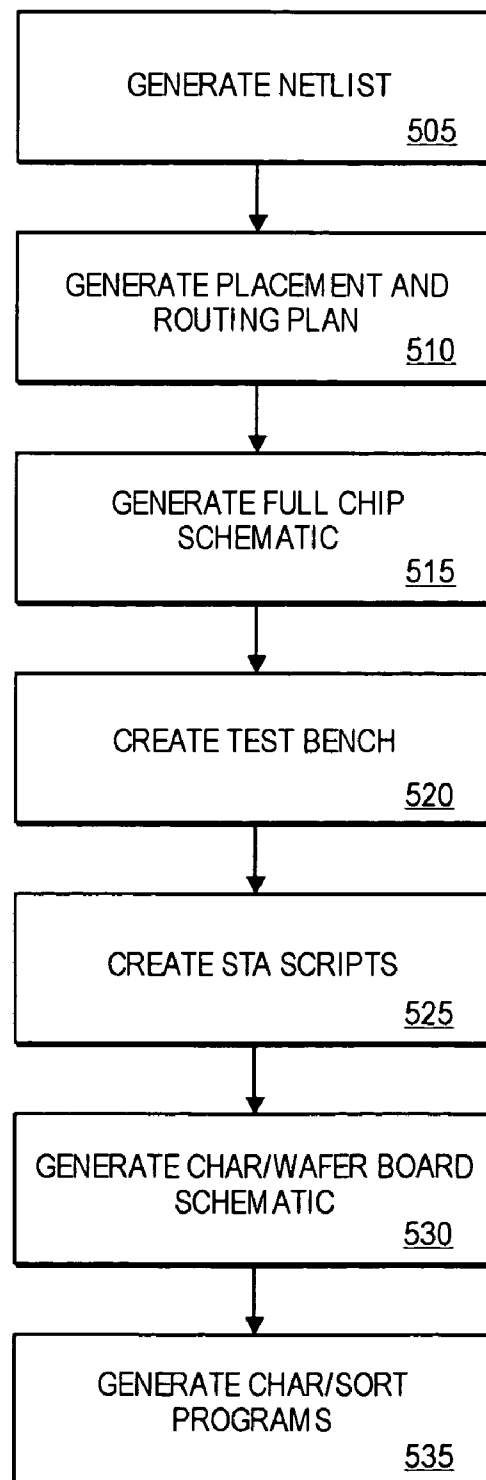 GENERATE NETLIST
505
GENERATE PLACEMENT AND
ROUTING PLAN
510
GENERATE FULL CHIP
SCHEMATIC
515
CREATE TEST BENCH
520
CREATE STA SCRIPTS
525
GENERATE CHAR/WAFER BOARD
SCHEMATIC
530
GENERATE CHAR/SORT
PROGRAMS
535